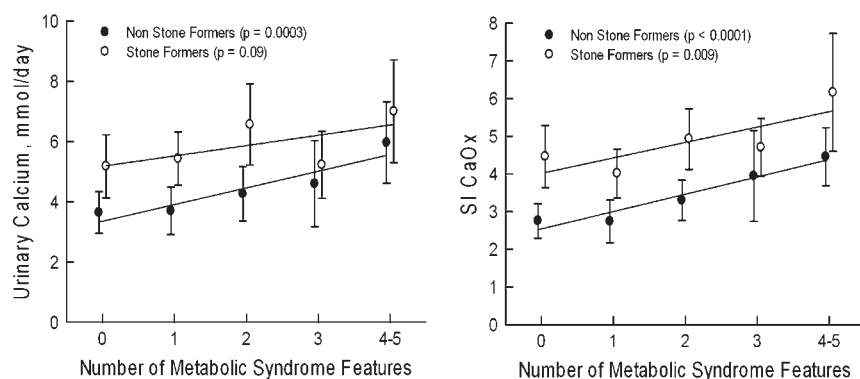 ● Non Stone Formers (p = 0.0003)
○ Stone Formers (p = 0.09)
Urinary Calcium, mmol/day
10
8
6
4
2
0
0 1 2 3 4-5
Number of Metabolic Syndrome Features
● Non Stone Formers (p < 0.0001)
○ Stone Formers (p = 0.009)
SI CaOx
8
7
6
5
4
3
2
1
0
0 1 2 3 4-5
Number of Metabolic Syndrome Features